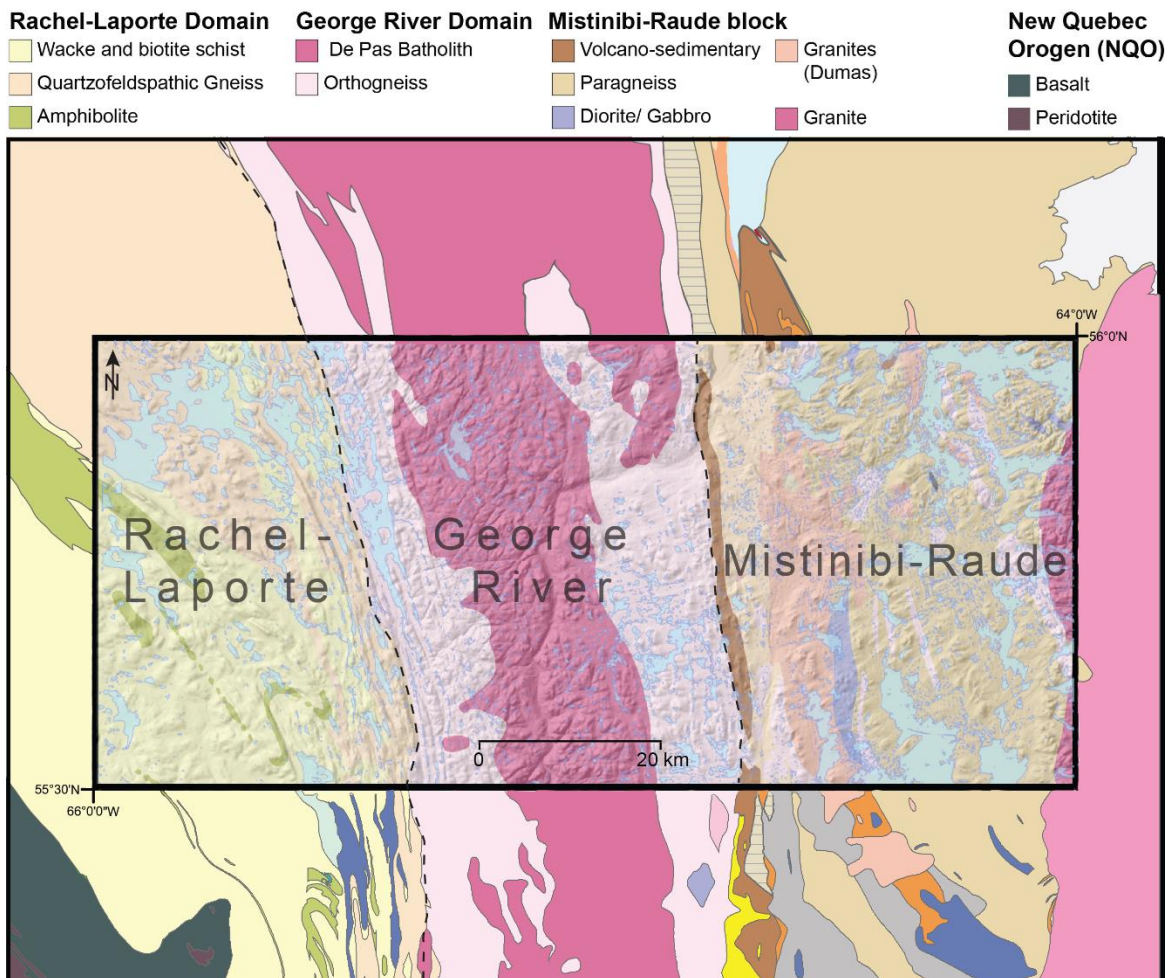 Rachel-Laporte Domain
Wacke and biotite schist
Quartzofeldspathic Gneiss
Amphibolite
George River Domain
De Pas Batholith
Orthogneiss
Mistinibi-Raude block
Volcano-sedimentary
Paragneiss
Diorite/ Gabbro
Granites
(Dumas)
Granite
New Quebec
Orogen (NQO)
Basalt
Peridotite
64°0'W
56°0'N
N
Rachel-
Laporte
George
River
Mistinibi-Raude
0
20 km
55°30'N
66°0'0"W